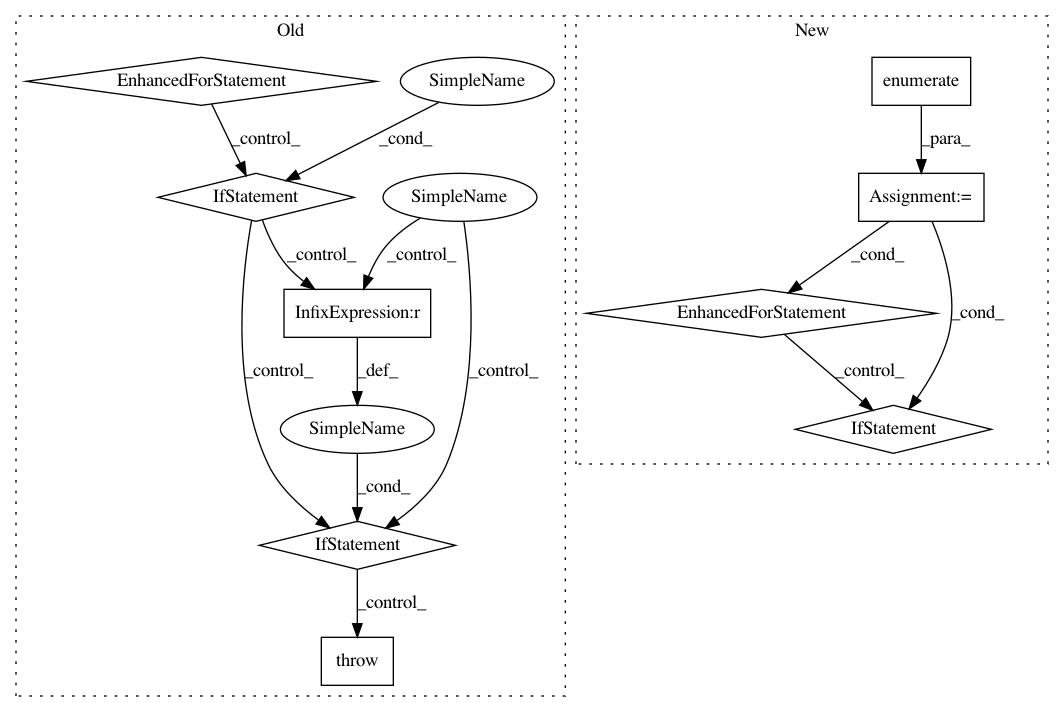 Old
New
EnhancedForStatement
SimpleName
enumerate
_control_
_cond_
_para_
IfStatement
SimpleName
Assignment:=
_control_
_control_
_cond_
InfixExpression:r
EnhancedForStatement
_cond_
_control_
_def_
_control_
_control_
SimpleName
IfStatement
_cond_
IfStatement
_control_
throw